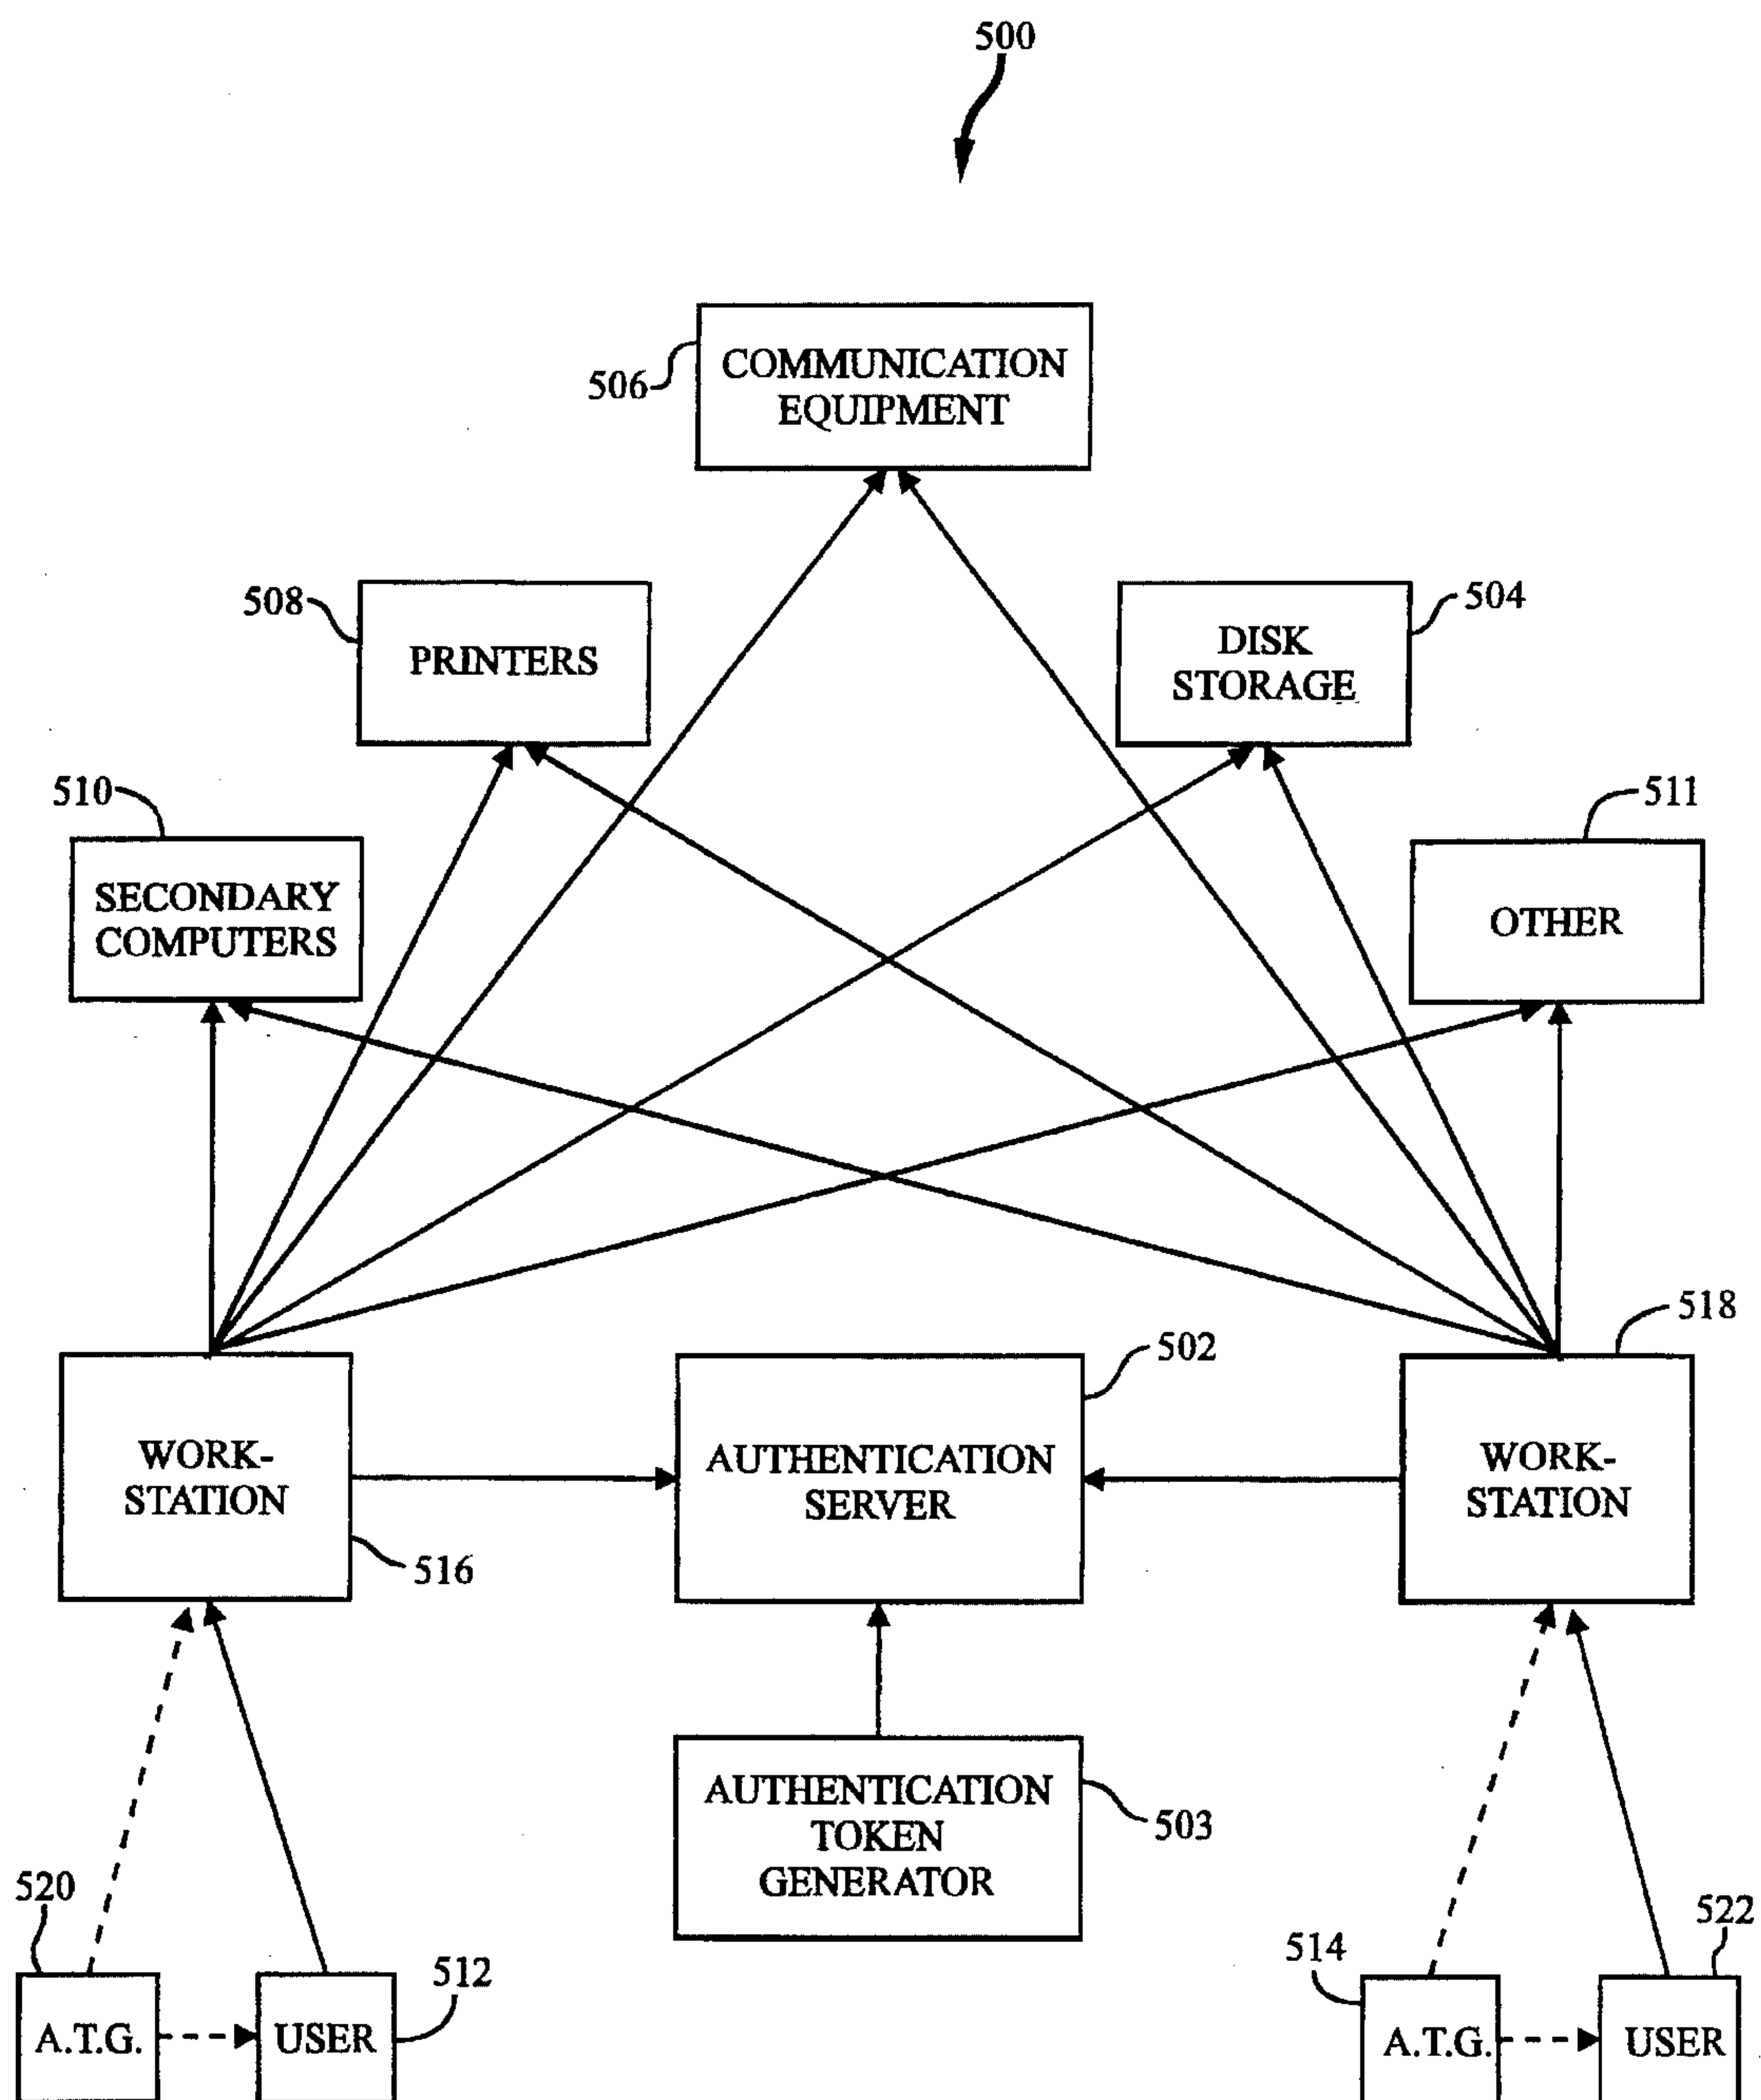 500
506
COMMUNICATION
EQUIPMENT
508
PRINTERS
DISK
STORAGE
504
510
SECONDARY
COMPUTERS
511
OTHER
518
WORK-
STATION
516
502
AUTHENTICATION
SERVER
WORK-
STATION
AUTHENTICATION
TOKEN
GENERATOR
503
520
A.T.G.
USER
512
514
A.T.G.
522
USER